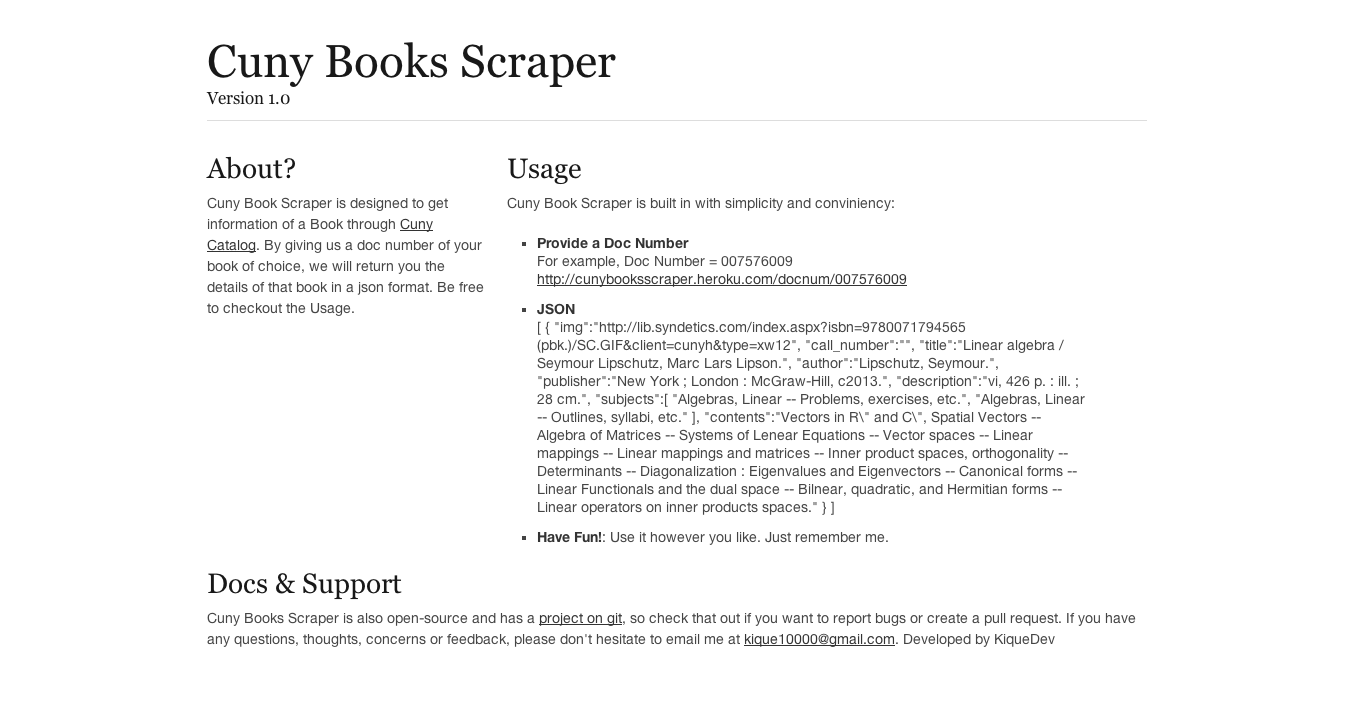 Cuny Books Scraper
Version 1.0
About?
Cuny Book Scraper is designed to get
information of a Book through Cuny
Catalog. By giving us a doc number of your
book of choice, we will return you the
details of that book in a json format. Be free
to checkout the Usage.
Usage
Cuny Book Scraper is built in with simplicity and conviniency:
Provide a Doc Number
For example, Doc Number = 007576009
http://cunybooksscraper.heroku.com/docnum/007576009
JSON
[ { "img":"http://lib.syndetics.com/index.aspx?isbn=9780071794565
(pbk.)/SC.GIF&client=cunyh&type=xw12", "call_number":"", "title":"Linear algebra /
Seymour Lipschutz, Marc Lars Lipson.", "author":"Lipschutz, Seymour.",
"publisher":"New York ; London : McGraw-Hill, c2013.", "description":"vi, 426 p. : ill. ;
28 cm.", "subjects":[ "Algebras, Linear -- Problems, exercises, etc.", "Algebras, Linear
-- Outlines, syllabi, etc." ], "contents":"Vectors in R\" and C\", Spatial Vectors --
Algebra of Matrices -- Systems of Lenear Equations -- Vector spaces -- Linear
mappings -- Linear mappings and matrices -- Inner product spaces, orthogonality --
Determinants -- Diagonalization : Eigenvalues and Eigenvectors -- Canonical forms --
Linear Functionals and the dual space -- Bilnear, quadratic, and Hermitian forms --
Linear operators on inner products spaces." } ]
Have Fun!: Use it however you like. Just remember me.
Docs & Support
Cuny Books Scraper is also open-source and has a project on git, so check that out if you want to report bugs or create a pull request. If you have
any questions, thoughts, concerns or feedback, please don't hesitate to email me at kique10000@gmail.com. Developed by KiqueDev